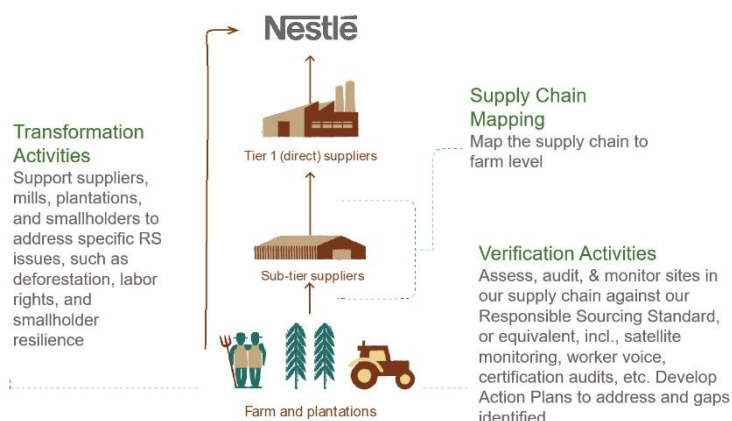 Nestlé
Supply Chain
Mapping
Map the supply chain to
farm level
Transformation
Activities
Support suppliers,
mills, plantations,
and smallholders to
address specific RS
issues, such as
deforestation, labor
rights, and
smallholder
resilience
Tier 1 (direct) suppliers
Sub-tier suppliers
Verification Activities
Assess, audit, & monitor sites in
our supply chain against our
Responsible Sourcing Standard,
or equivalent, incl., satellite
monitoring, worker voice,
certification audits, etc. Develop
Action Plans to address and gaps
identified
Farm and plantations